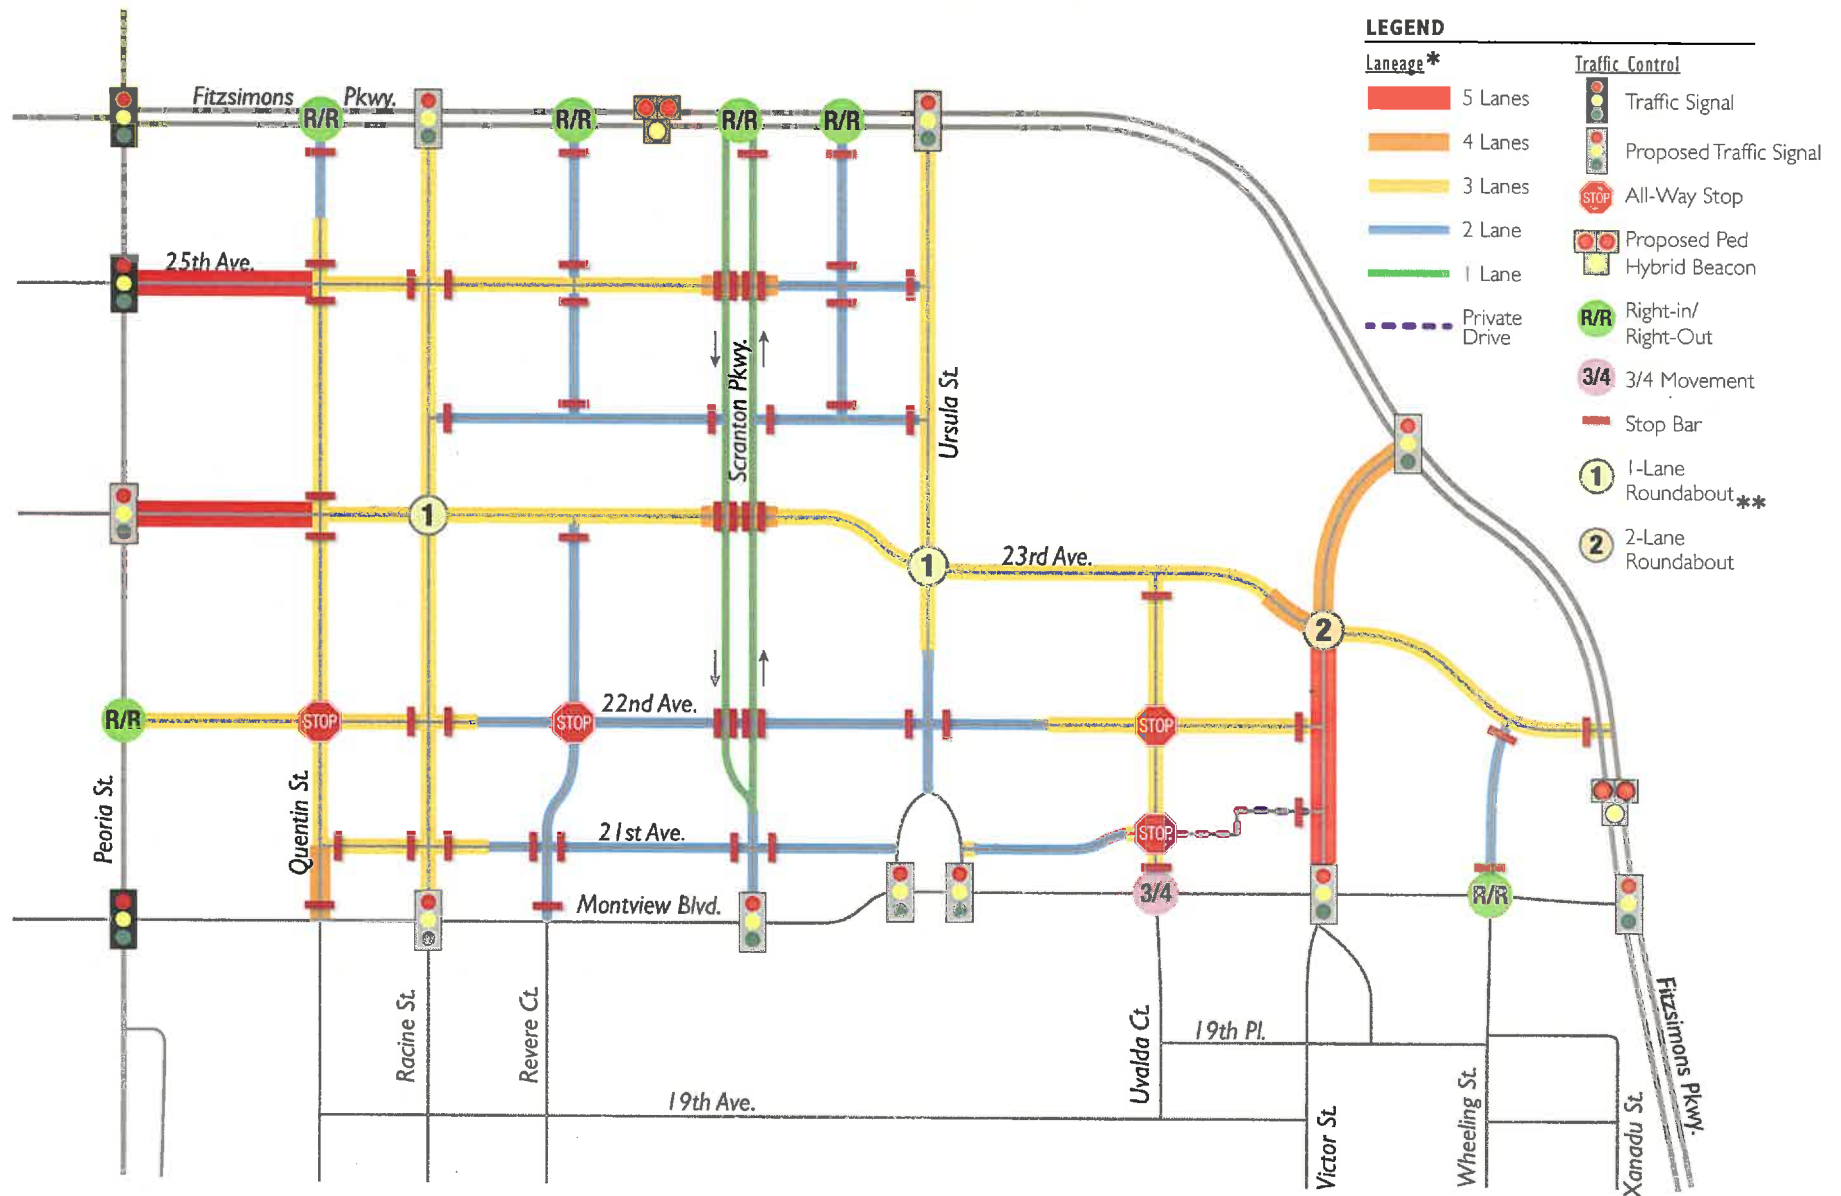 LEGEND
Laneage*
5 Lanes
4 Lanes
3 Lanes
2 Lane
1 Lane
Private
Drive
Traffic Control
Traffic Signal
Proposed Traffic Signal
STOP
All-Way Stop
Proposed Ped
Hybrid Beacon
R/R
Right-in/
Right-Out
3/4
3/4 Movement
Stop Bar
1
1-Lane
Roundabout**
2
2-Lane
Roundabout
Fitzsimons Pkwy.
R/R
R/R
R/R
R/R
25th Ave.
Scranton Pkwy.
Ursula St.
1
1
23rd Ave.
2
R/R
STOP
STOP
22nd Ave.
STOP
Peoria St.
Quentin St.
21st Ave.
STOP
Montview Blvd.
3/4
R/R
Racine St.
Revere Ct.
Uvalda Ct.
19th Pl.
19th Ave.
Victor St.
Wheeling St.
Xanadu St.
Fitzsimons Pkwy.